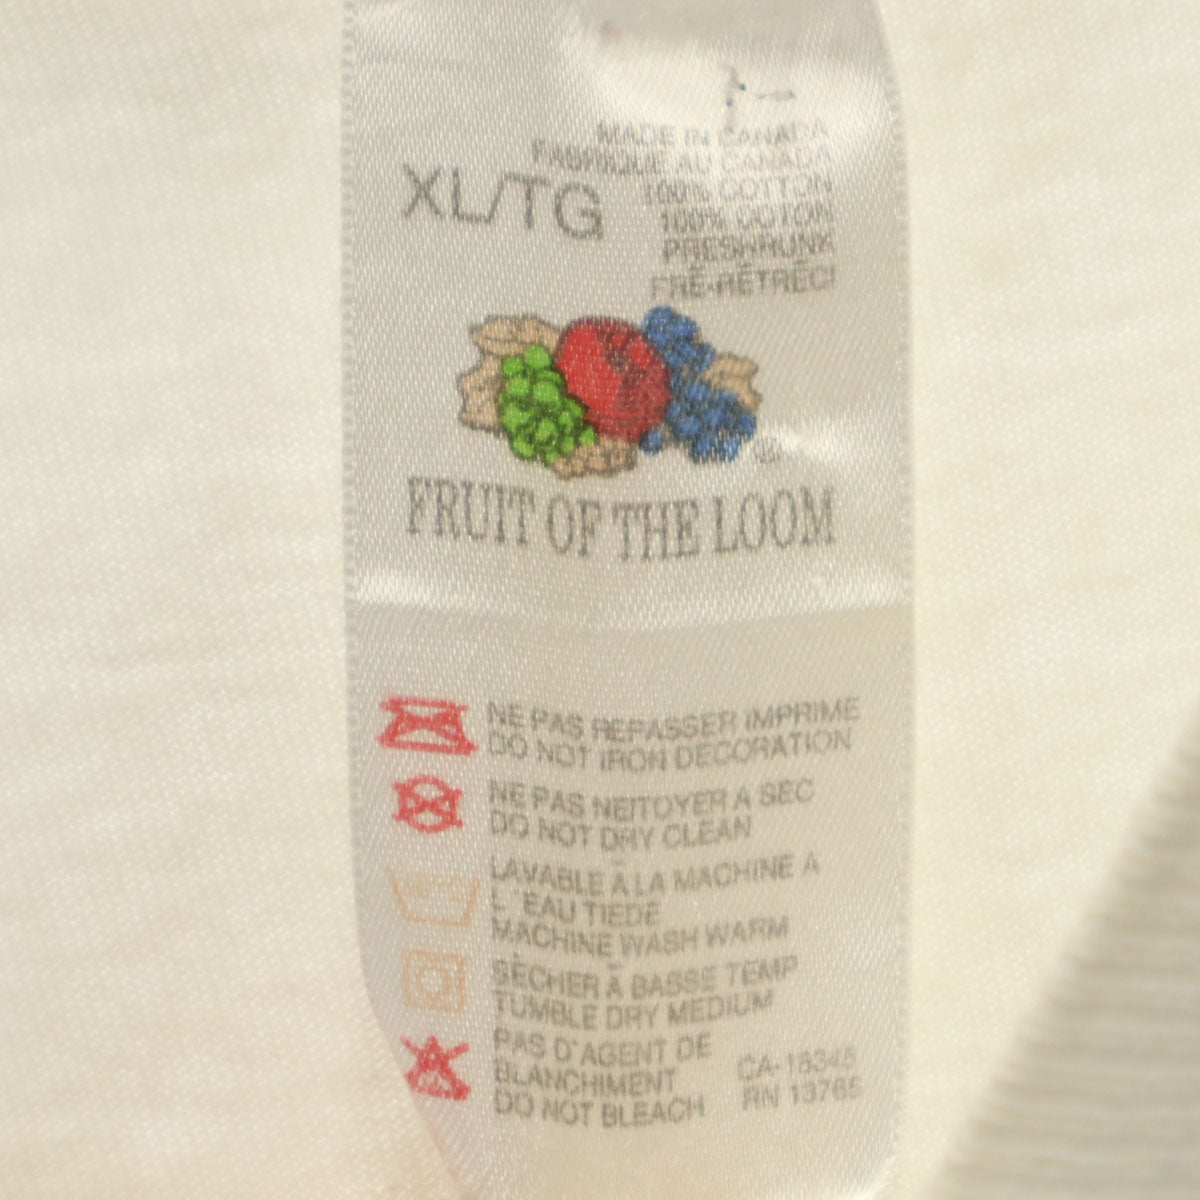 MADE IN CANADA
FABRIQUE AU CANADA
XL/TG
100% COTTON
100% COTON
PRESHRUNK
PRÉ-RÉTRÉCI
®
FRUIT OF THE LOOM
NE PAS REPASSER IMPRIME
DO NOT IRON DECORATION
NE PAS NEITOYER A SEC
DO NOT DRY CLEAN
LAVABLE À LA MACHINE A
L'EAU TIEDE
MACHINE WASH WARM
SÈCHER À BASSE TEMP
TUMBLE DRY MEDIUM
PAS D'AGENT DE
BLANCHIMENT
DO NOT BLEACH
CA-18345
RN 13765